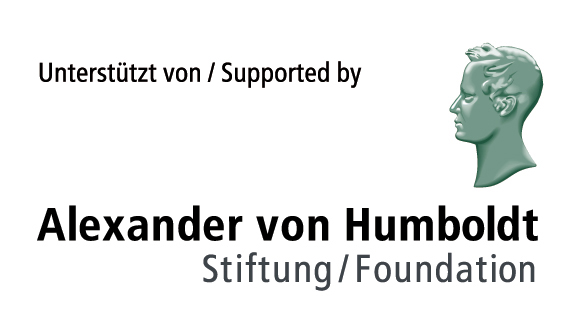 Unterstützt von / Supported by
Alexander von Humboldt
Stiftung / Foundation